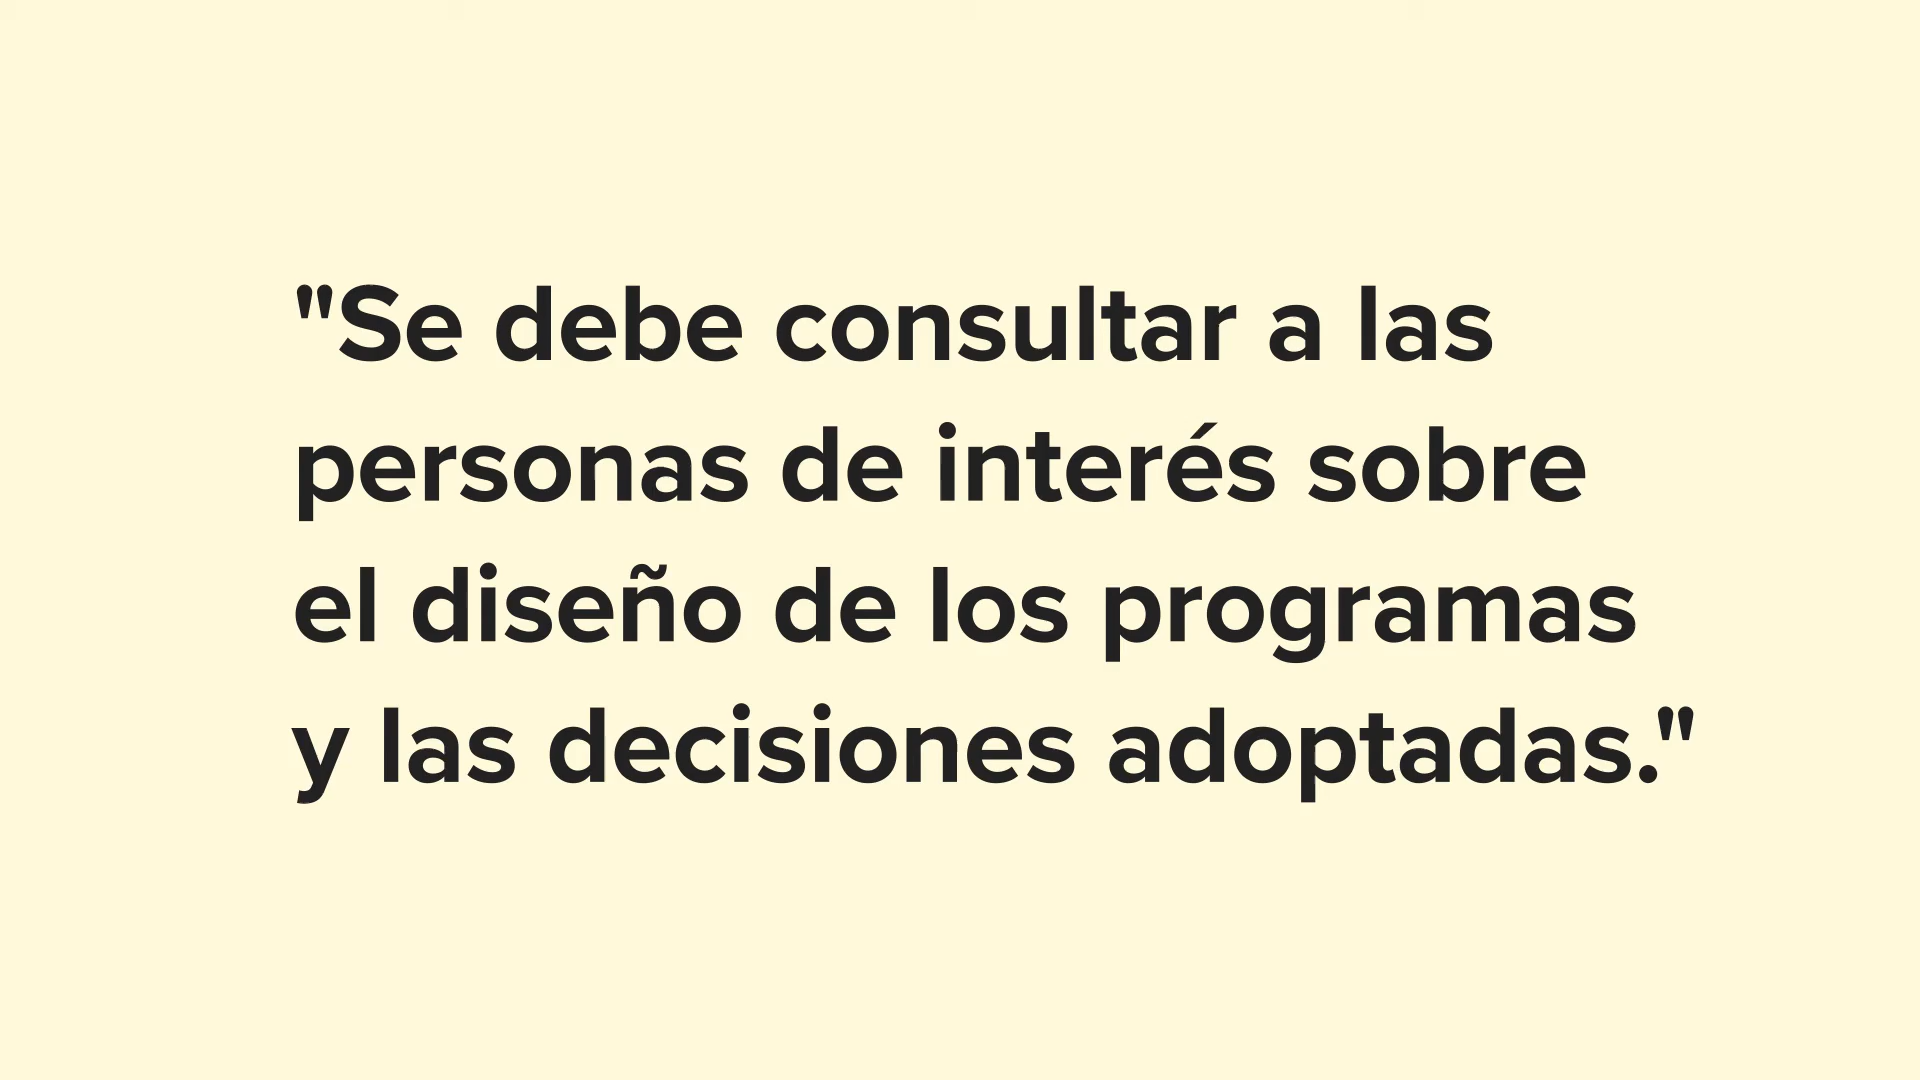 "Se debe consultar a las
personas de interés sobre
el diseño de los programas
y las decisiones adoptadas."